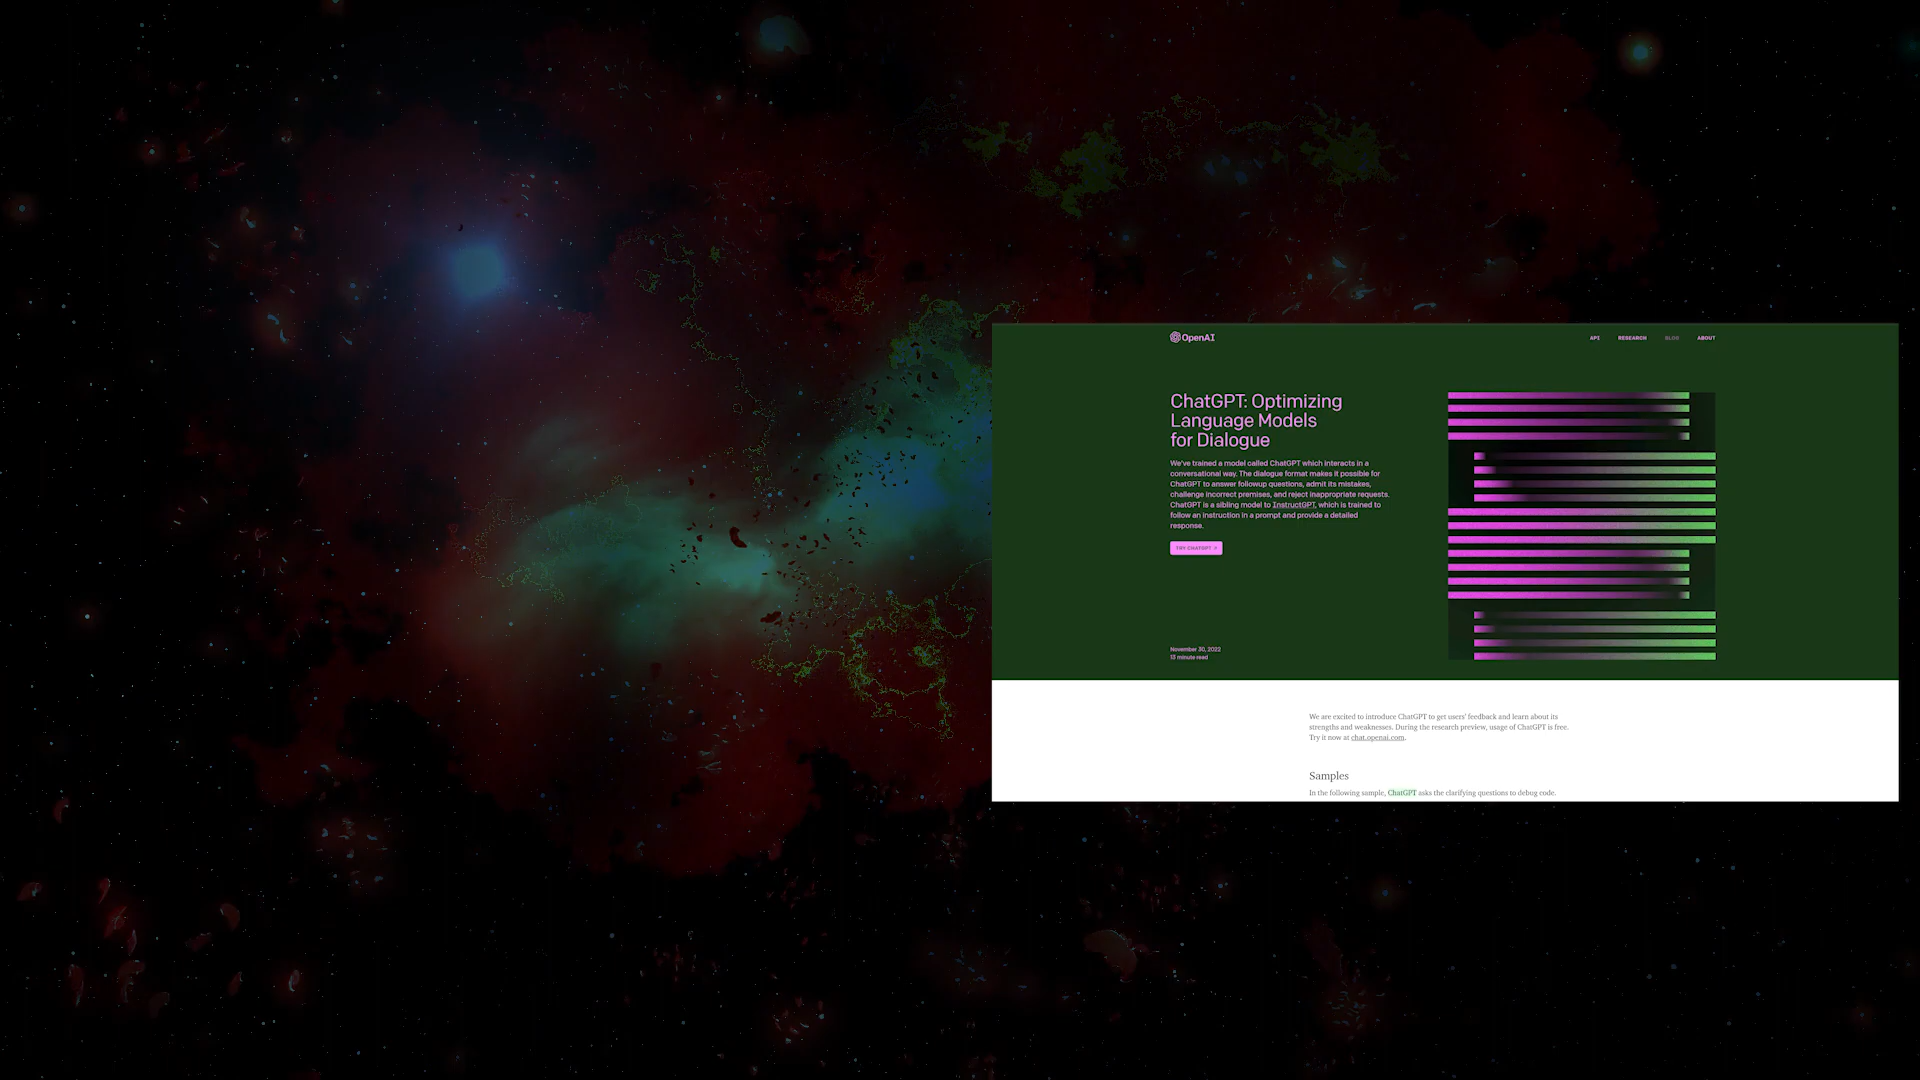 OpenAI
API RESEARCH BLOG ABOUT
ChatGPT: Optimizing
Language Models
for Dialogue
We've trained a model called ChatGPT which interacts in a
conversational way. The dialogue format makes it possible for
ChatGPT to answer followup questions, admit its mistakes,
challenge incorrect premises, and reject inappropriate requests.
ChatGPT is a sibling model to InstructGPT, which is trained to
follow an instruction in a prompt and provide a detailed
response.
TRY CHATGPT
November 30, 2022
13 minute read
We are excited to introduce ChatGPT to get users' feedback and learn about its
strengths and weaknesses. During the research preview, usage of ChatGPT is free.
Try it now at chat.openai.com.
Samples
In the following sample, ChatGPT asks the clarifying questions to debug code.